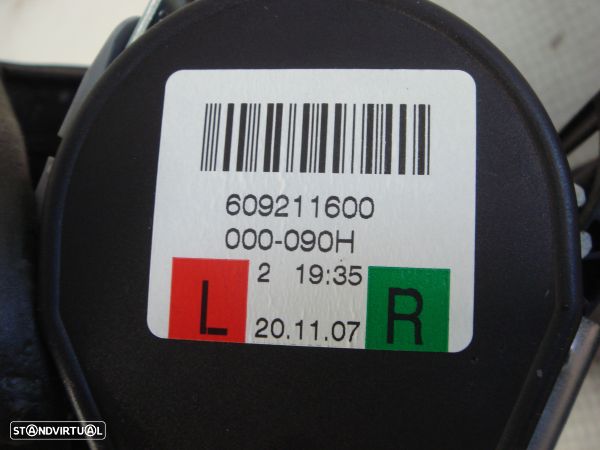 609211600
000-090H
2 19:35
L 20.11.07 R
STANDVIRTUAL